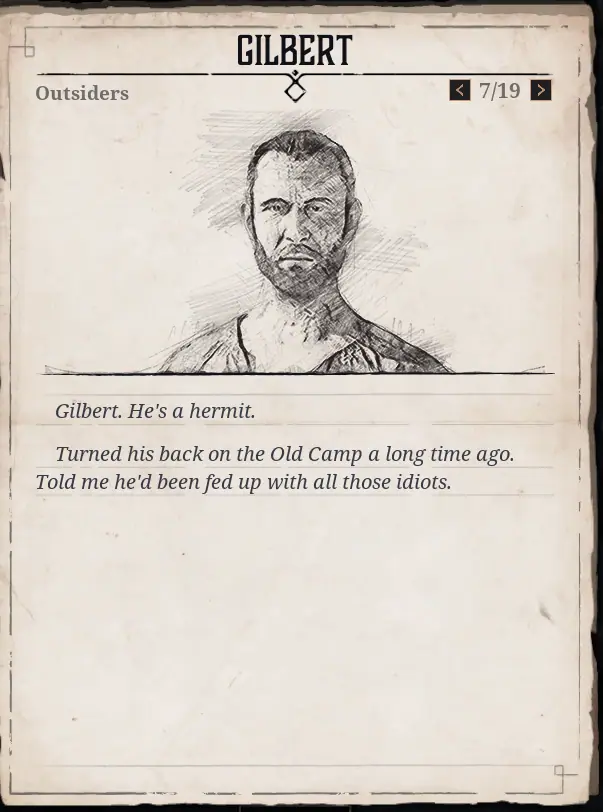 GILBERT
Outsiders
7/19
Gilbert. He's a hermit.
Turned his back on the Old Camp a long time ago.
Told me he'd been fed up with all those idiots.